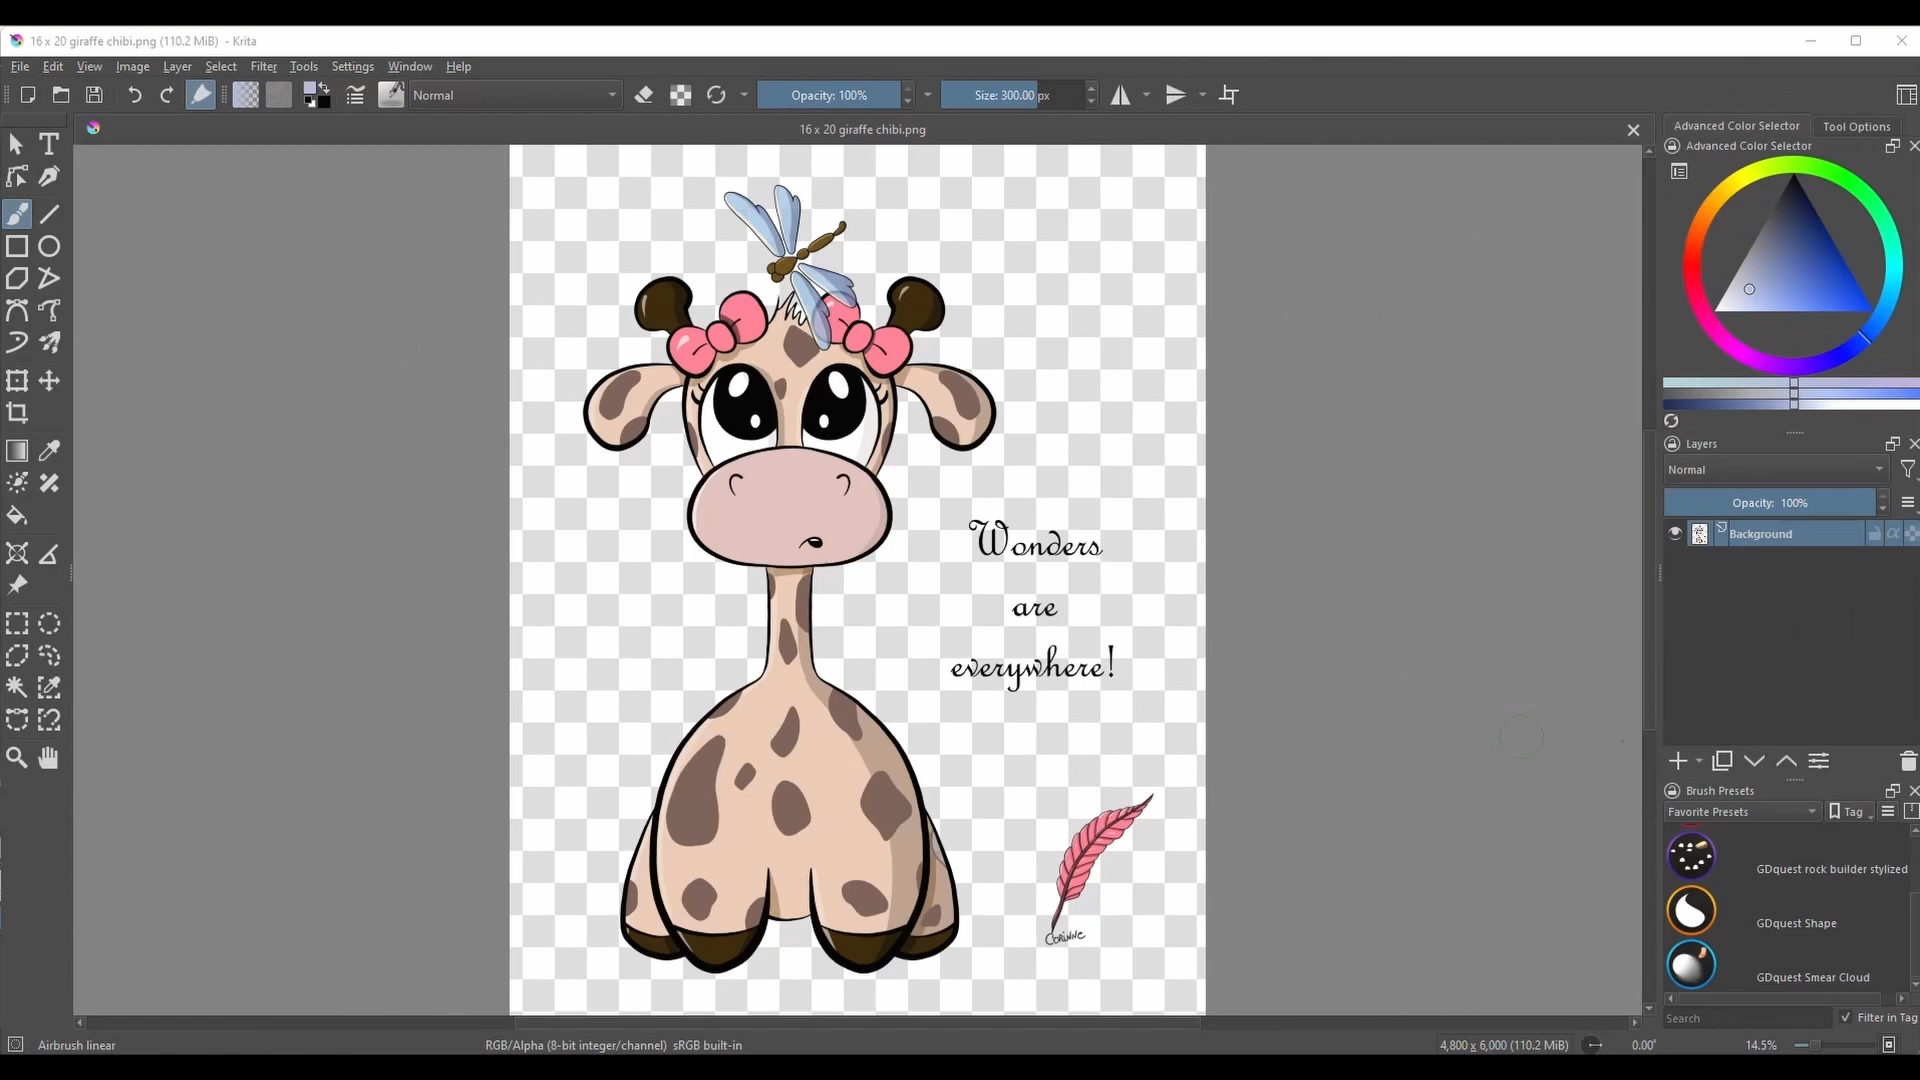 16 x 20 giraffe chibi.png (110.2 MiB) - Krita
File Edit View Image Layer Select Filter Tools Settings Window Help
Normal
Opacity: 100%
Size: 300.00 px
16 x 20 giraffe chibi.png
Advanced Color Selector
Tool Options
Advanced Color Selector
Wonders
are
everywhere!
Corinne
Layers
Normal
Opacity: 100%
Background
Brush Presets
Favorite Presets
Tag
GDquest rock builder stylized
GDquest Shape
GDquest Smear Cloud
Search
Filter in Tag
Airbrush linear
RGB/Alpha (8-bit integer/channel) sRGB built-in
4,800 x 6,000 (110.2 MiB)
0.00°
14.5%